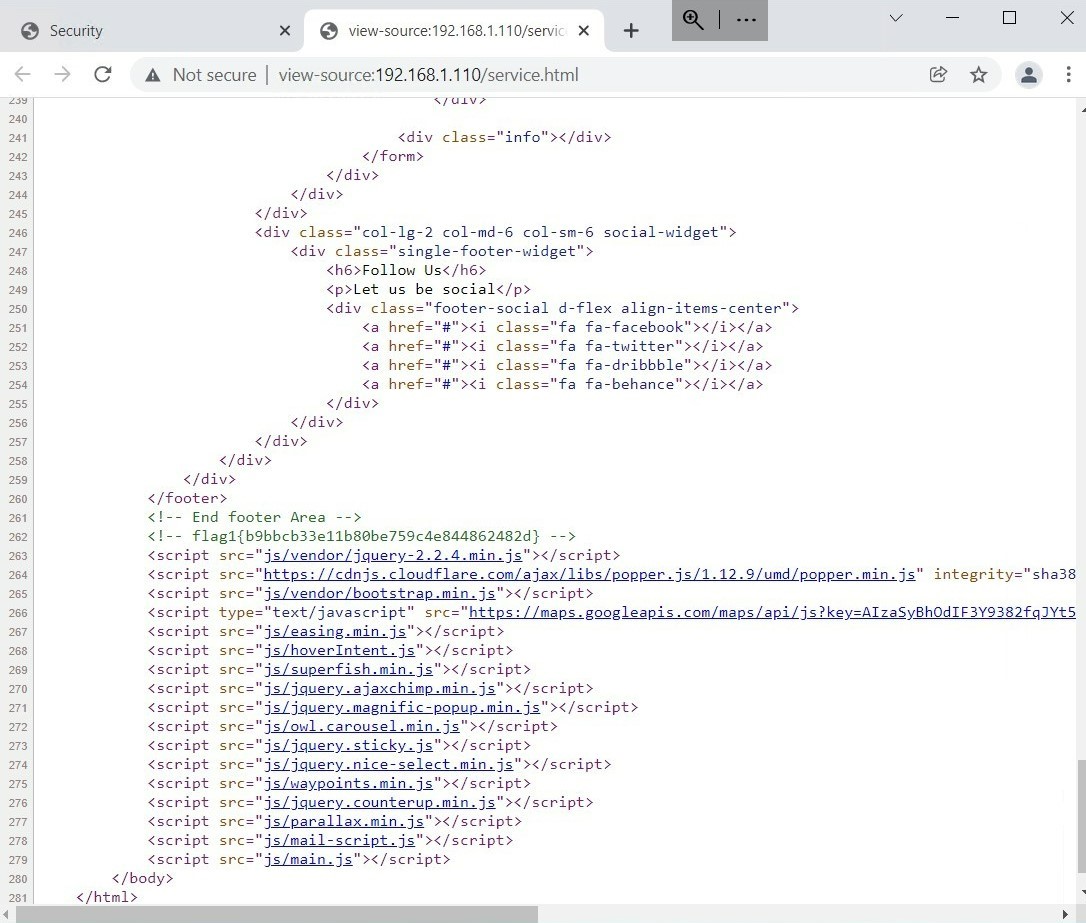 Security
view-source:192.168.1.110/servic
Not secure | view-source:192.168.1.110/service.html
239 </div>
240
241 <div class="info"></div>
242 </form>
243 </div>
244 </div>
245 </div>
246 <div class="col-lg-2 col-md-6 col-sm-6 social-widget">
247 <div class="single-footer-widget">
248 <h6>Follow Us</h6>
249 <p>Let us be social</p>
250 <div class="footer-social d-flex align-items-center">
251 <a href="#"><i class="fa fa-facebook"></i></a>
252 <a href="#"><i class="fa fa-twitter"></i></a>
253 <a href="#"><i class="fa fa-dribbble"></i></a>
254 <a href="#"><i class="fa fa-behance"></i></a>
255 </div>
256 </div>
257 </div>
258 </div>
259 </div>
260 </footer>
261 <!-- End footer Area -->
262 <!-- flag1{b9bbcb33e11b80be759c4e844862482d} -->
263 <script src="js/vendor/jquery-2.2.4.min.js"></script>
264 <script src="https://cdnjs.cloudflare.com/ajax/libs/popper.js/1.12.9/umd/popper.min.js" integrity="sha38
265 <script src="js/vendor/bootstrap.min.js"></script>
266 <script type="text/javascript" src="https://maps.googleapis.com/maps/api/js?key=AIzaSyBhOdIF3Y9382fqJYt5
267 <script src="js/easing.min.js"></script>
268 <script src="js/hoverIntent.js"></script>
269 <script src="js/superfish.min.js"></script>
270 <script src="js/jquery.ajaxchimp.min.js"></script>
271 <script src="js/jquery.magnific-popup.min.js"></script>
272 <script src="js/owl.carousel.min.js"></script>
273 <script src="js/jquery.sticky.js"></script>
274 <script src="js/jquery.nice-select.min.js"></script>
275 <script src="js/waypoints.min.js"></script>
276 <script src="js/jquery.counterup.min.js"></script>
277 <script src="js/parallax.min.js"></script>
278 <script src="js/mail-script.js"></script>
279 <script src="js/main.js"></script>
280 </body>
281 </html>